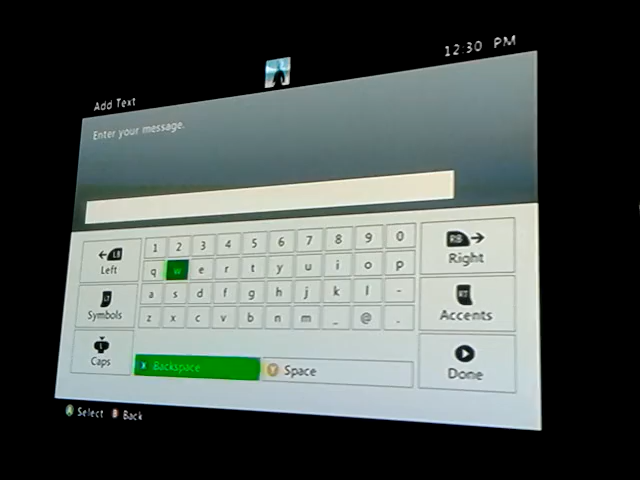 12:30 PM
Add Text
Enter your message.
LB Left
1 2 3 4 5 6 7 8 9 0
RB Right
q w e r t y u i o p
LT Symbols
a s d f g h j k l -
RT Accents
z x c v b n m _ @ .
L Caps
X Backspace
Y Space
Done
A Select B Back